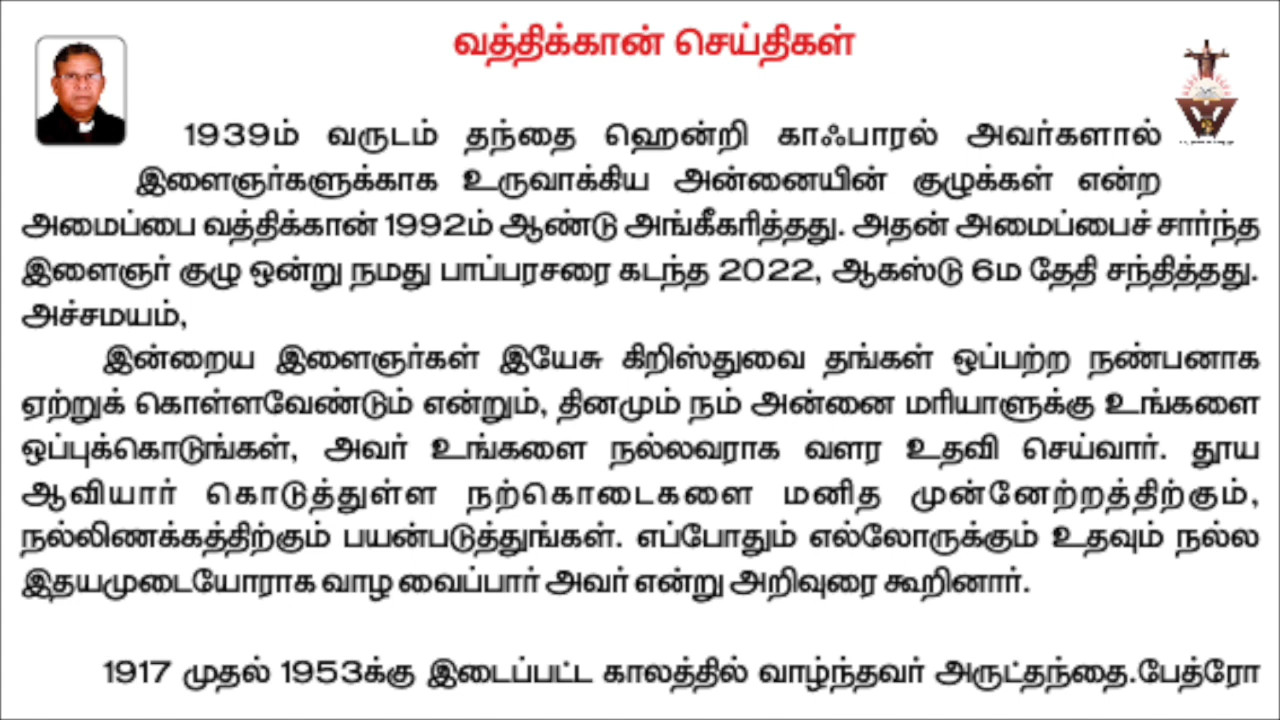 வத்திக்கான் செய்திகள்
1939ம் வருடம் தந்தை ஹென்றி காஃபாரல் அவர்களால்
இளைஞர்களுக்காக உருவாக்கிய அன்னையின் குழுக்கள் என்ற
அமைப்பை வத்திக்கான் 1992ம் ஆண்டு அங்கீகரித்தது. அதன் அமைப்பைச் சார்ந்த
இளைஞர் குழு ஒன்று நமது பாப்பரசரை கடந்த 2022, ஆகஸ்டு 6ம தேதி சந்தித்தது.
அச்சமயம்,
இன்றைய இளைஞர்கள் இயேசு கிறிஸ்துவை தங்கள் ஒப்பற்ற நண்பனாக
ஏற்றுக் கொள்ளவேண்டும் என்றும், தினமும் நம் அன்னை மரியாளுக்கு உங்களை
ஒப்புக்கொடுங்கள், அவர் உங்களை நல்லவராக வளர உதவி செய்வார். தூய
ஆவியார் கொடுத்துள்ள நற்கொடைகளை மனித முன்னேற்றத்திற்கும்,
நல்லிணக்கத்திற்கும் பயன்படுத்துங்கள். எப்போதும் எல்லோருக்கும் உதவும் நல்ல
இதயமுடையோராக வாழ வைப்பார் அவர் என்று அறிவுரை கூறினார்.
1917 முதல் 1953க்கு இடைப்பட்ட காலத்தில் வாழ்ந்தவர் அருட்தந்தை.பேத்ரோ